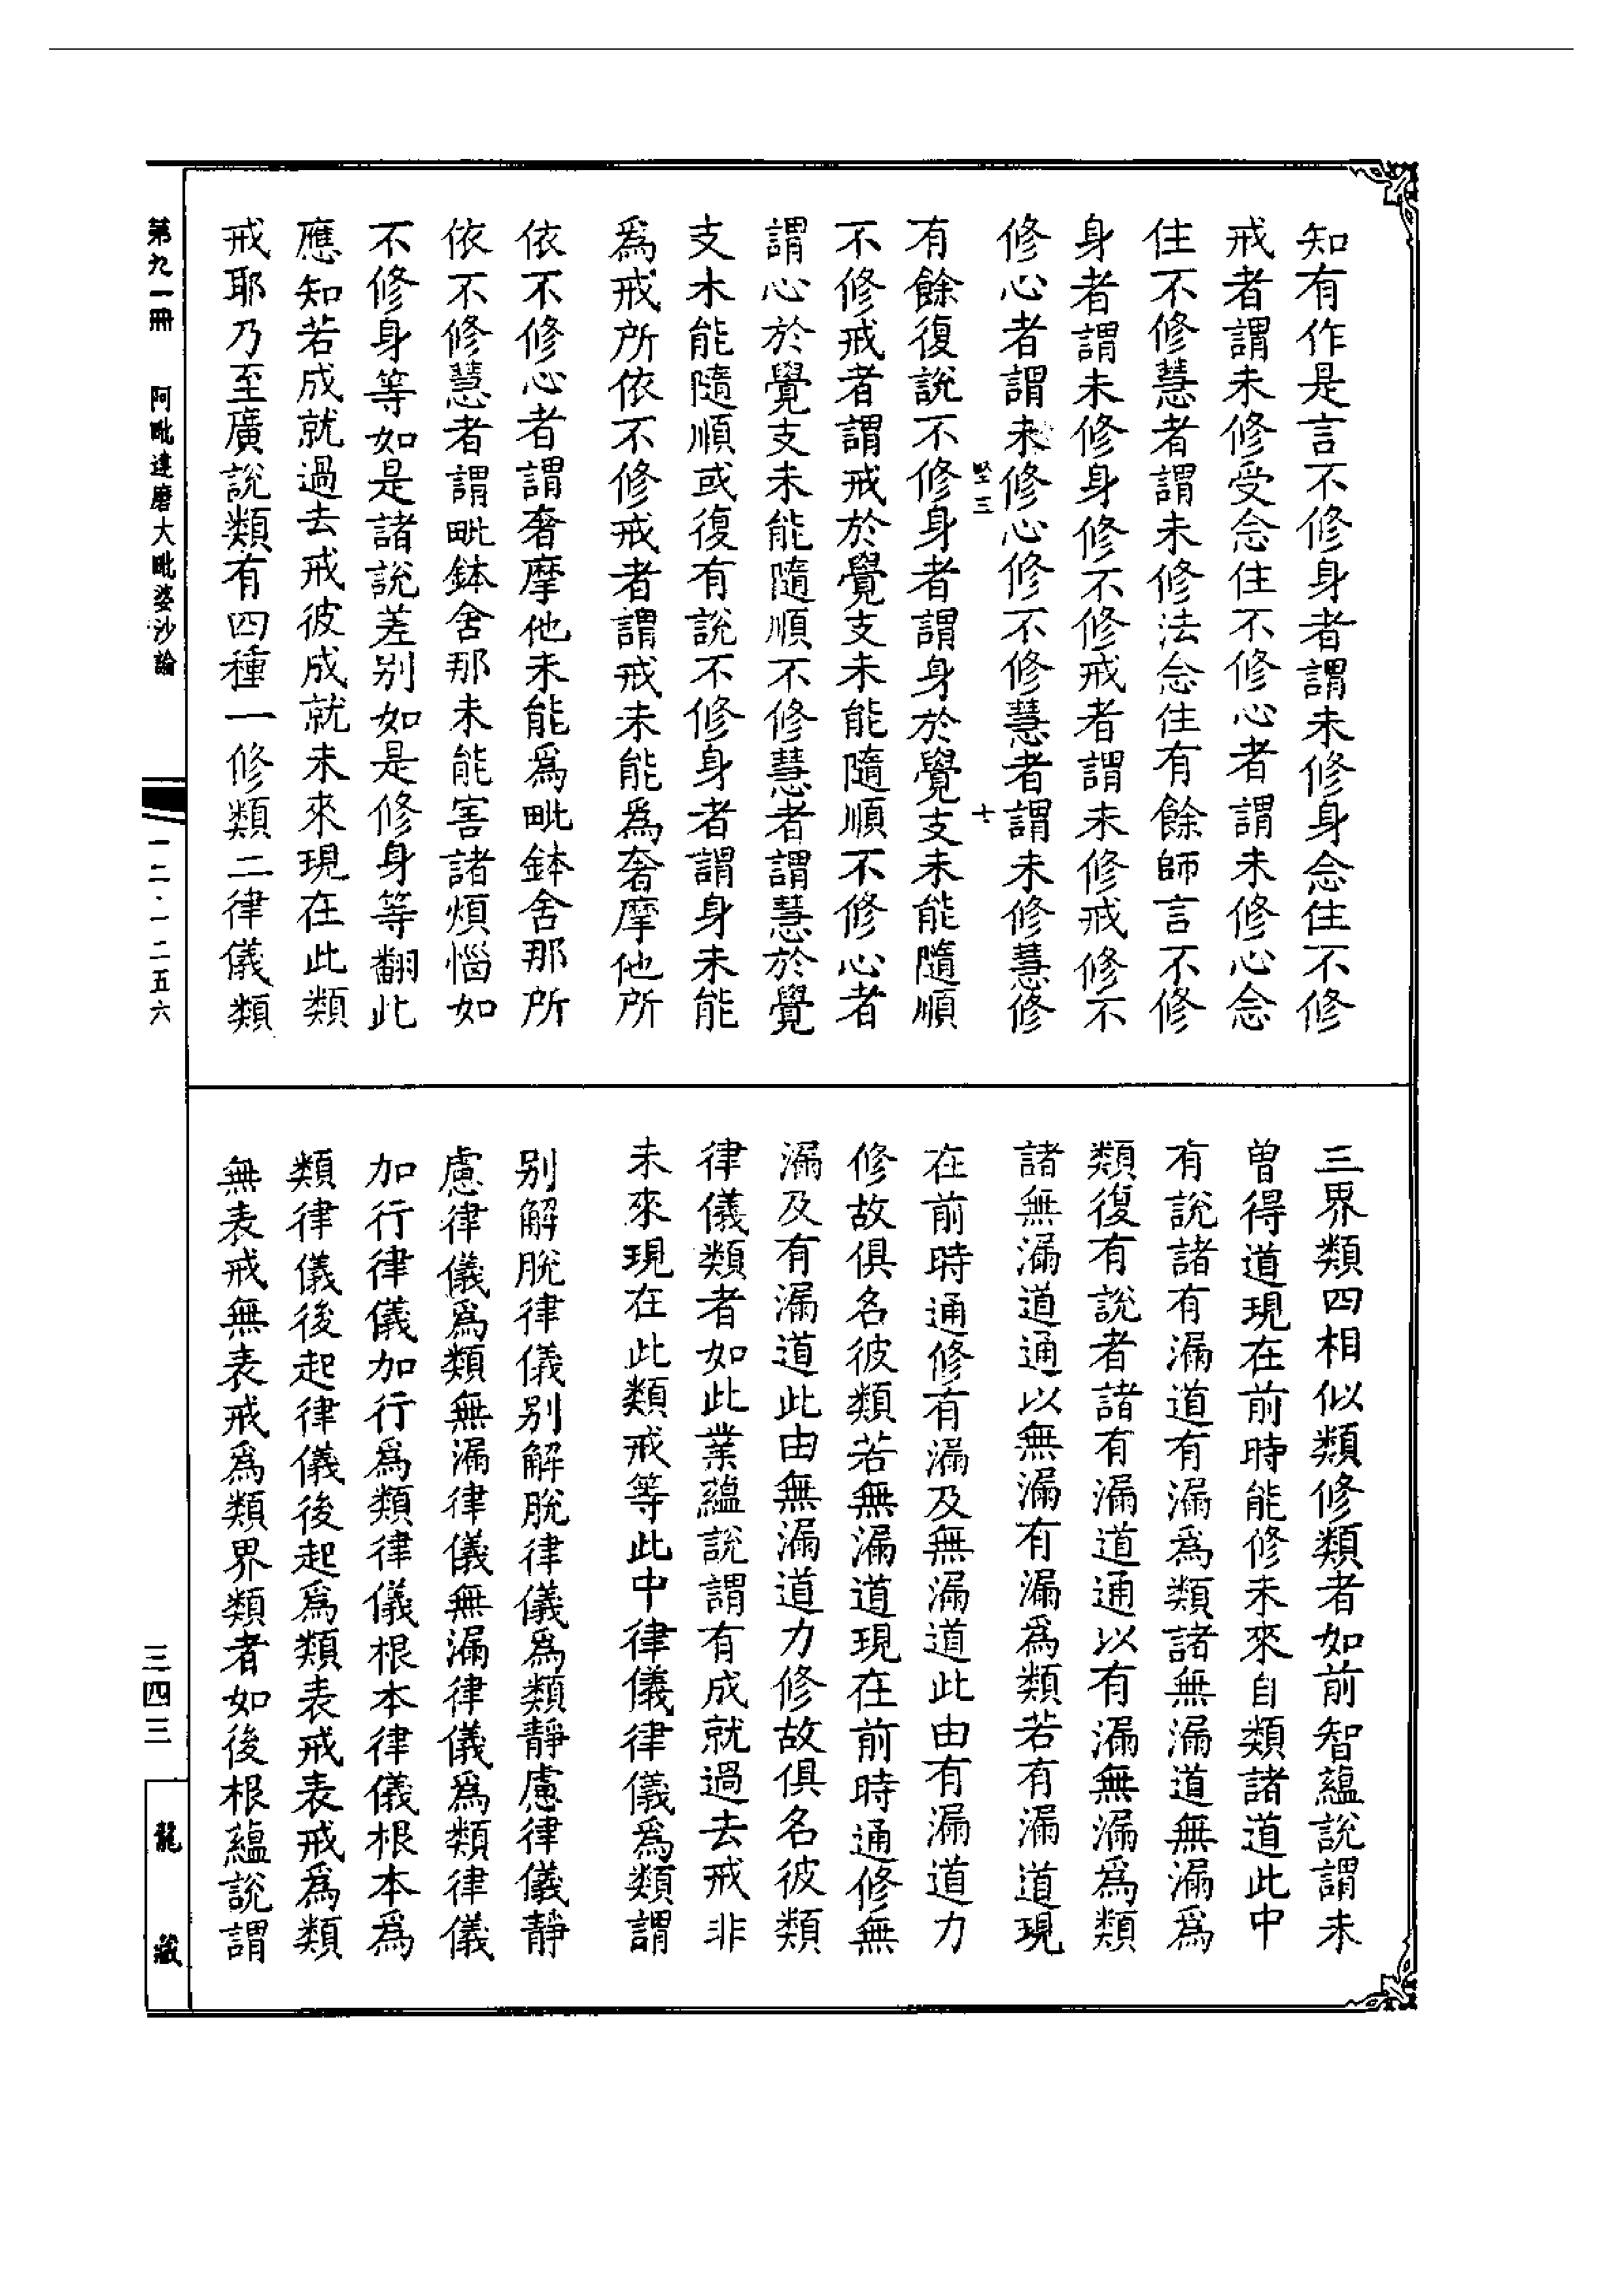 知有作是言不修身者謂未修身念住不修
戒者謂未修受念住不修心者謂未修心念
住不修慧者謂未修法念住有餘師言不修
身者謂未修身修不修戒者謂未修戒修不
修心者謂未修心修不修慧者謂未修慧修
堅三
十
有餘復說不修身者謂身於覺支未能隨順
不修戒者謂戒於覺支未能隨順不修心者
謂心於覺支未能隨順不修慧者謂慧於覺
支未能隨順或復有說不修身者謂身未能
爲戒所依不修戒者謂戒未能爲奢摩他所
依不修心者謂奢摩他未能爲毗鉢舍那所
依不修慧者謂毗鉢舍那未能害諸煩惱如
不修身等如是諸說差别如是修身等翻此
應知若成就過去戒彼成就未來現在此類
戒耶乃至廣說類有四種一修類二律儀類
三界類四相似類修類者如前智蘊說謂未
曾得道現在前時能修未來自類諸道此中
有說諸有漏道有漏爲類諸無漏道無漏爲
類復有說者諸有漏道通以有漏無漏爲類
諸無漏道通以無漏有漏爲類若有漏道現
在前時通修有漏及無漏道此由有漏道力
修故俱名彼類若無漏道現在前時通修無
漏及有漏道此由無漏道力修故俱名彼類
律儀類者如此業蘊說謂有成就過去戒非
未來現在此類戒等此中律儀律儀爲類謂
别解脫律儀别解脫律儀爲類靜慮律儀靜
慮律儀爲類無漏律儀無漏律儀爲類律儀
加行律儀加行爲類律儀根本律儀根本爲
類律儀後起律儀後起爲類表戒表戒爲類
無表戒無表戒爲類界類者如後根蘊說謂
第九一冊 阿毗達磨大毗婆沙論
一二·一二五六
三四三
龍藏